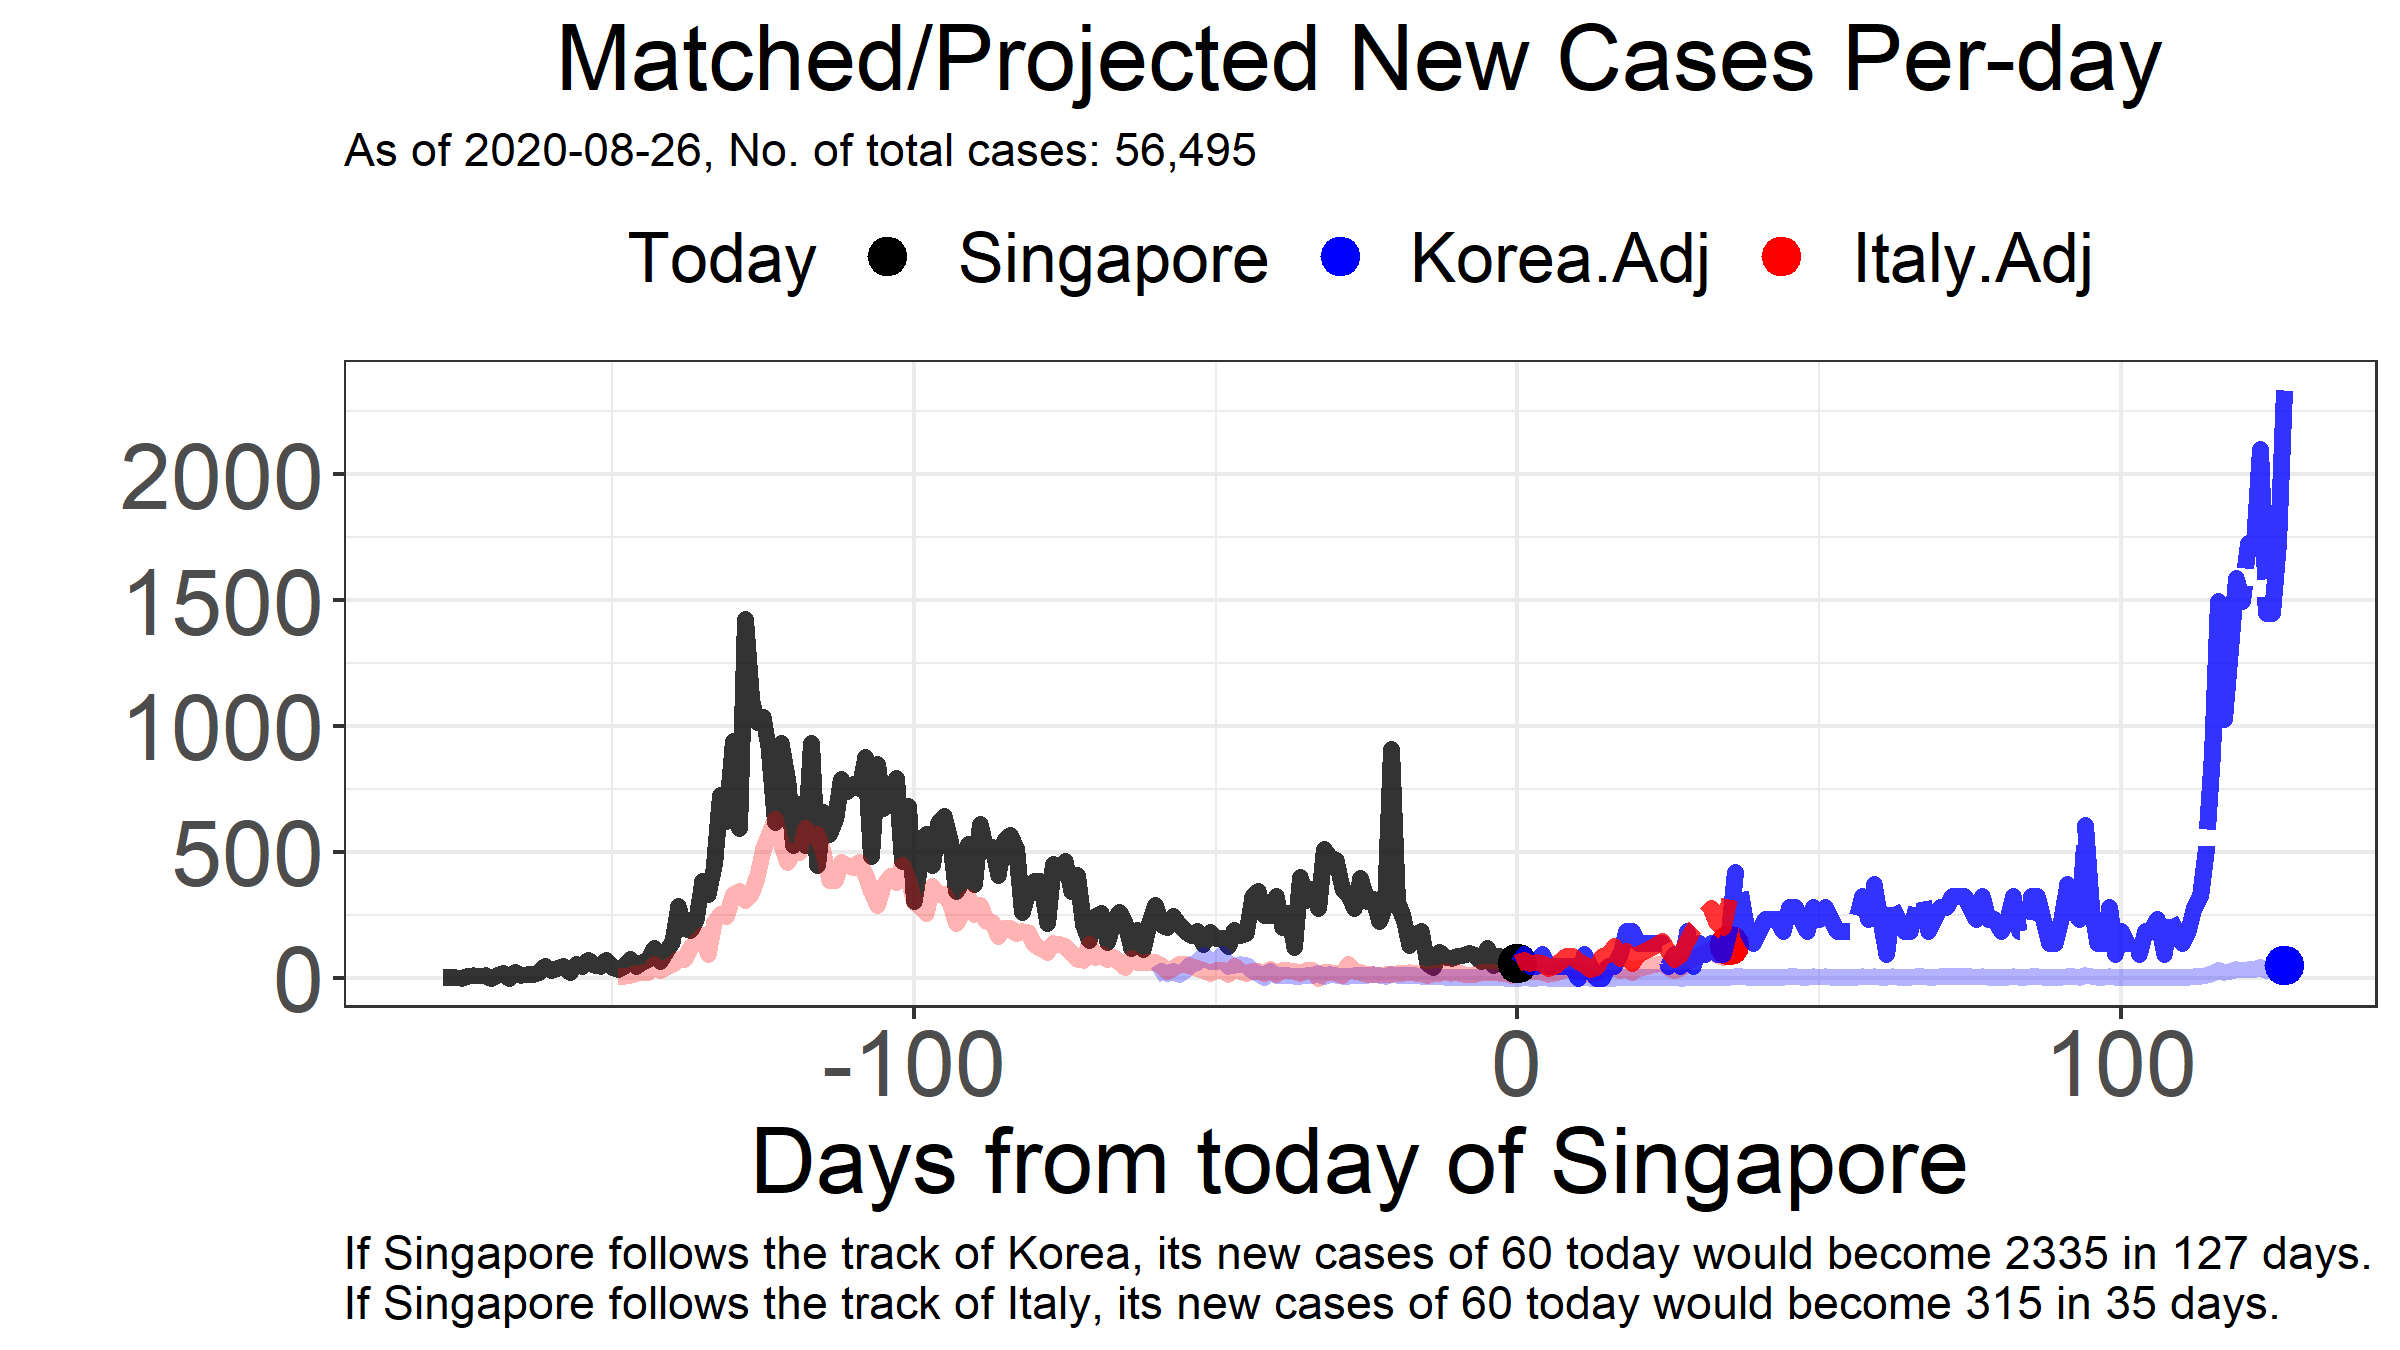 Matched/Projected New Cases Per-day
As of 2020-08-26, No. of total cases: 56,495
Today Singapore Korea.Adj Italy.Adj
2000
1500
1000
500
0
-100 0 100
Days from today of Singapore
If Singapore follows the track of Korea, its new cases of 60 today would become 2335 in 127 days.
If Singapore follows the track of Italy, its new cases of 60 today would become 315 in 35 days.